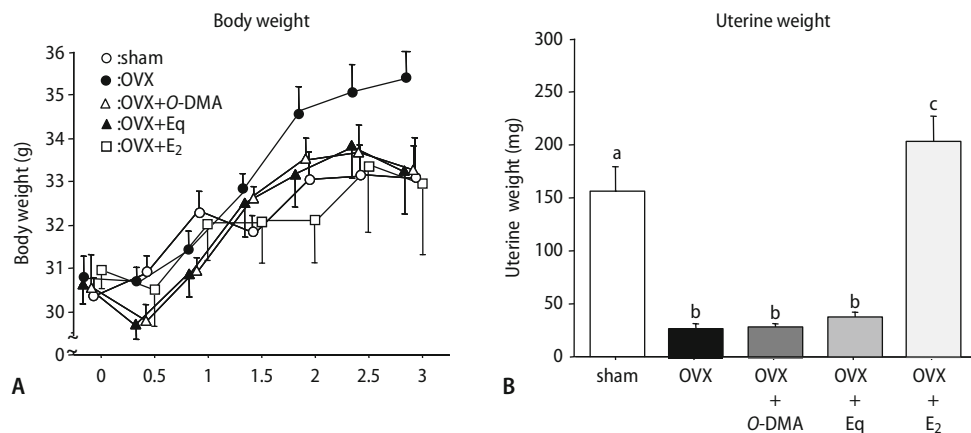 Body weight
36
35
34
33
32
31
30
0
Body weight (g)
:sham
:OVX
:OVX+O-DMA
:OVX+Eq
:OVX+E₂
0 0.5 1 1.5 2 2.5 3
A
Uterine weight
300
250
200
150
100
50
0
Uterine weight (mg)
a
b
b
b
c
sham OVX OVX OVX OVX
+ + +
O-DMA Eq E₂
B